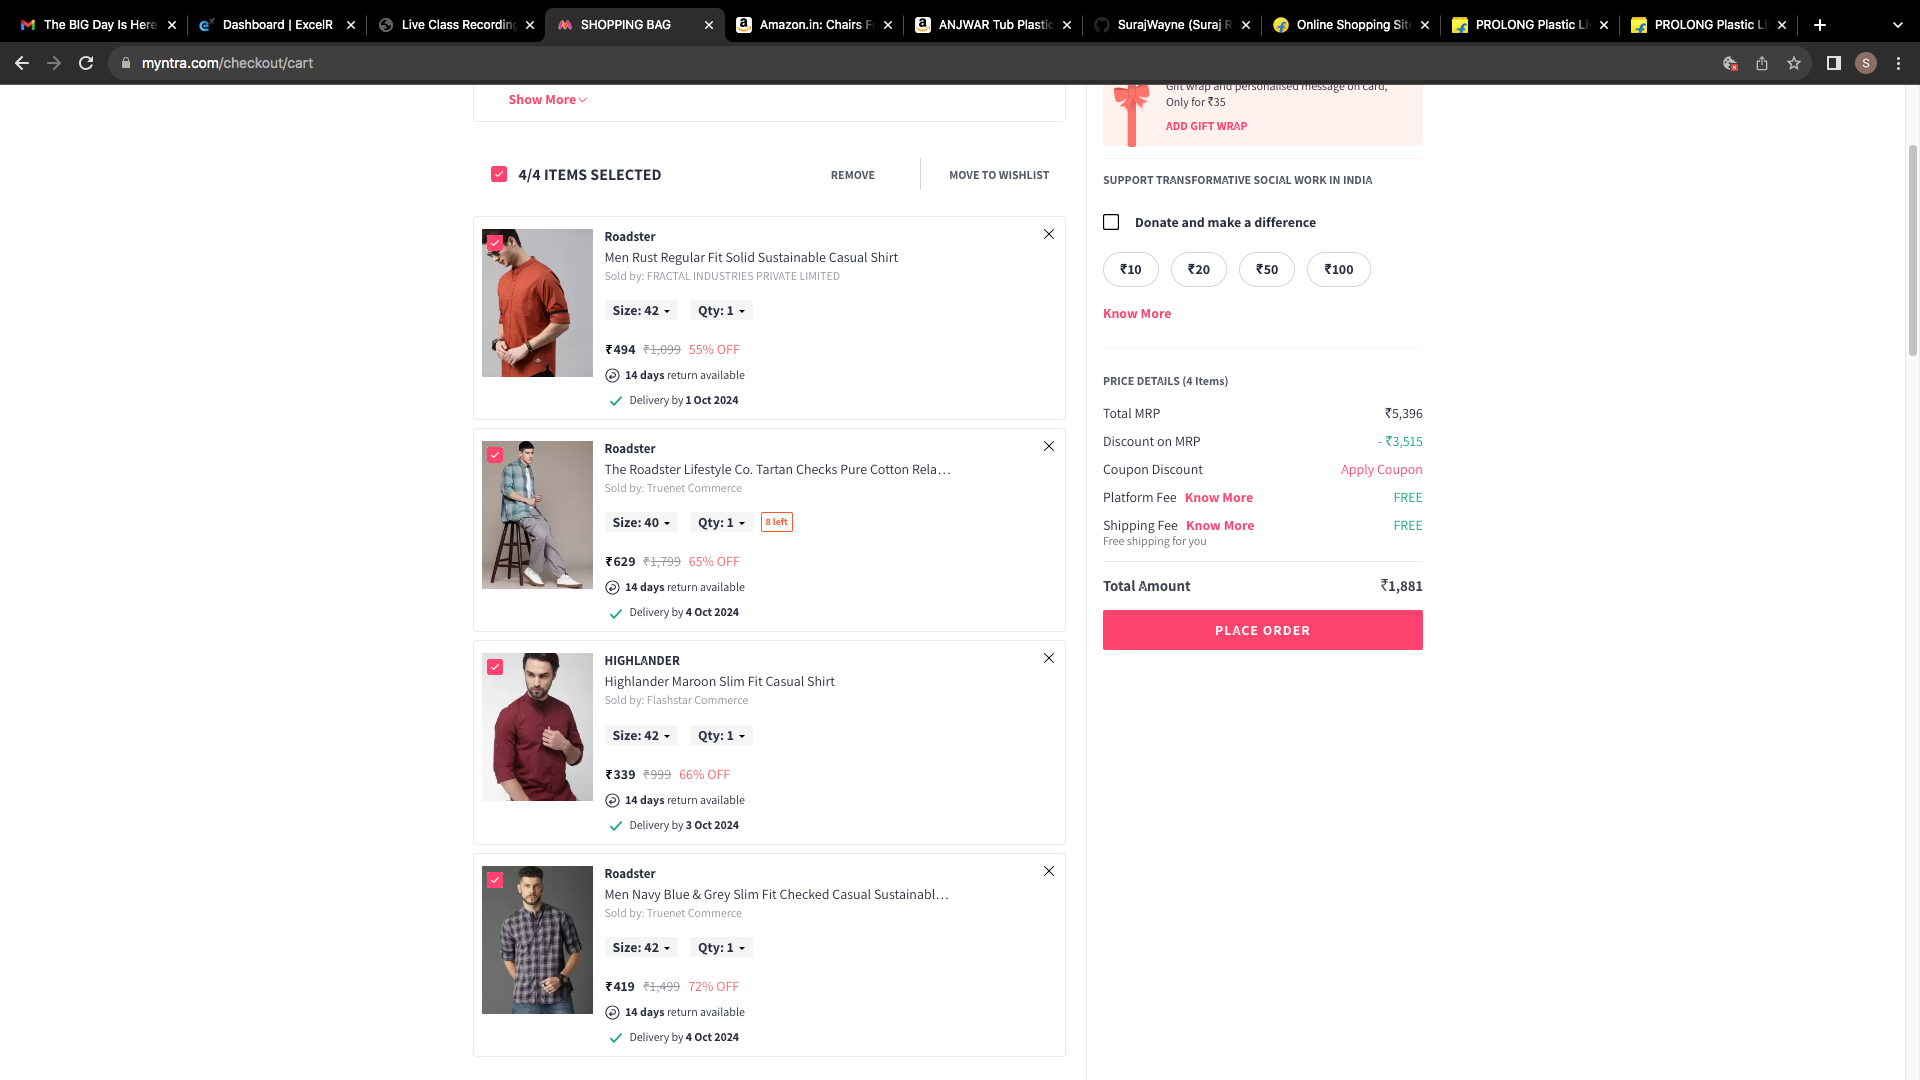 The BIG Day Is Here
Dashboard | ExcelR
Live Class Recording
SHOPPING BAG
Amazon.in: Chairs F
ANJWAR Tub Plastic
SurajWayne (Suraj R
Online Shopping Sit
PROLONG Plastic Li
PROLONG Plastic Li
myntra.com/checkout/cart
S
Show More
4/4 ITEMS SELECTED
REMOVE
MOVE TO WISHLIST
Roadster
Men Rust Regular Fit Solid Sustainable Casual Shirt
Sold by: FRACTAL INDUSTRIES PRIVATE LIMITED
Size: 42 Qty: 1
₹494 ₹1,099 55% OFF
14 days return available
Delivery by 1 Oct 2024
Roadster
The Roadster Lifestyle Co. Tartan Checks Pure Cotton Rela...
Sold by: Truenet Commerce
Size: 40 Qty: 1 8 left
₹629 ₹1,799 65% OFF
14 days return available
Delivery by 4 Oct 2024
HIGHLANDER
Highlander Maroon Slim Fit Casual Shirt
Sold by: Flashstar Commerce
Size: 42 Qty: 1
₹339 ₹999 66% OFF
14 days return available
Delivery by 3 Oct 2024
Roadster
Men Navy Blue & Grey Slim Fit Checked Casual Sustainabl...
Sold by: Truenet Commerce
Size: 42 Qty: 1
₹419 ₹1,499 72% OFF
14 days return available
Delivery by 4 Oct 2024
Gift wrap and personalised message on card,
Only for ₹35
ADD GIFT WRAP
SUPPORT TRANSFORMATIVE SOCIAL WORK IN INDIA
Donate and make a difference
₹10 ₹20 ₹50 ₹100
Know More
PRICE DETAILS (4 Items)
Total MRP ₹5,396
Discount on MRP - ₹3,515
Coupon Discount Apply Coupon
Platform Fee Know More FREE
Shipping Fee Know More FREE
Free shipping for you
Total Amount ₹1,881
PLACE ORDER